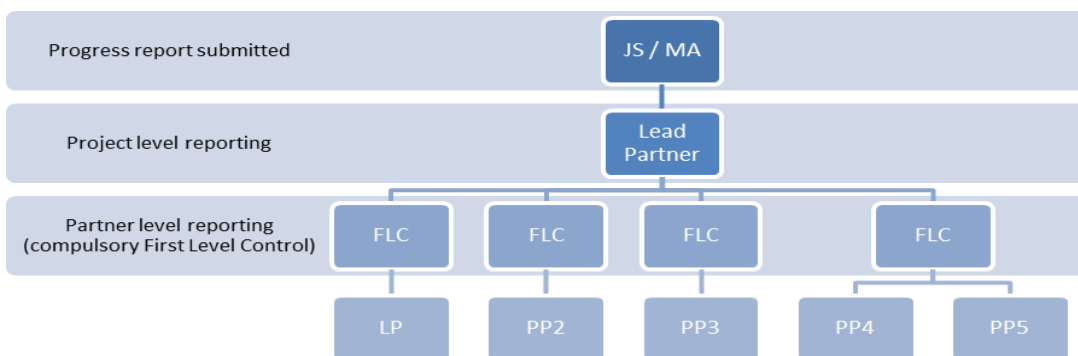 Progress report submitted
JS / MA
Project level reporting
Lead
Partner
Partner level reporting
(compulsory First Level Control)
FLC
FLC
FLC
FLC
LP
PP2
PP3
PP4
PP5